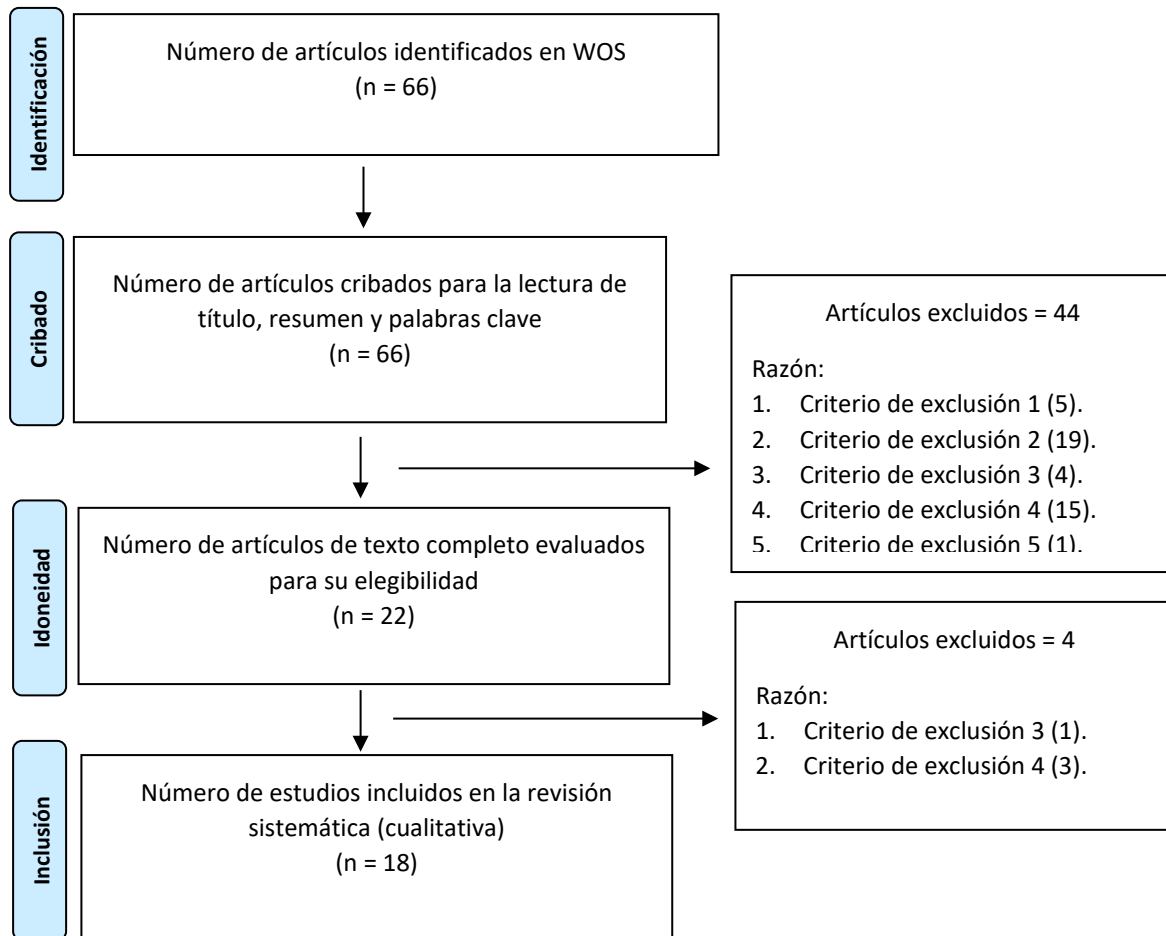 Identificación
Número de artículos identificados en WOS
(n = 66)
Cribado
Número de artículos cribados para la lectura de
título, resumen y palabras clave
(n = 66)
Artículos excluidos = 44
Razón:
1. Criterio de exclusión 1 (5).
2. Criterio de exclusión 2 (19).
3. Criterio de exclusión 3 (4).
4. Criterio de exclusión 4 (15).
5. Criterio de exclusión 5 (1).
Idoneidad
Número de artículos de texto completo evaluados
para su elegibilidad
(n = 22)
Artículos excluidos = 4
Razón:
1. Criterio de exclusión 3 (1).
2. Criterio de exclusión 4 (3).
Inclusión
Número de estudios incluidos en la revisión
sistemática (cualitativa)
(n = 18)